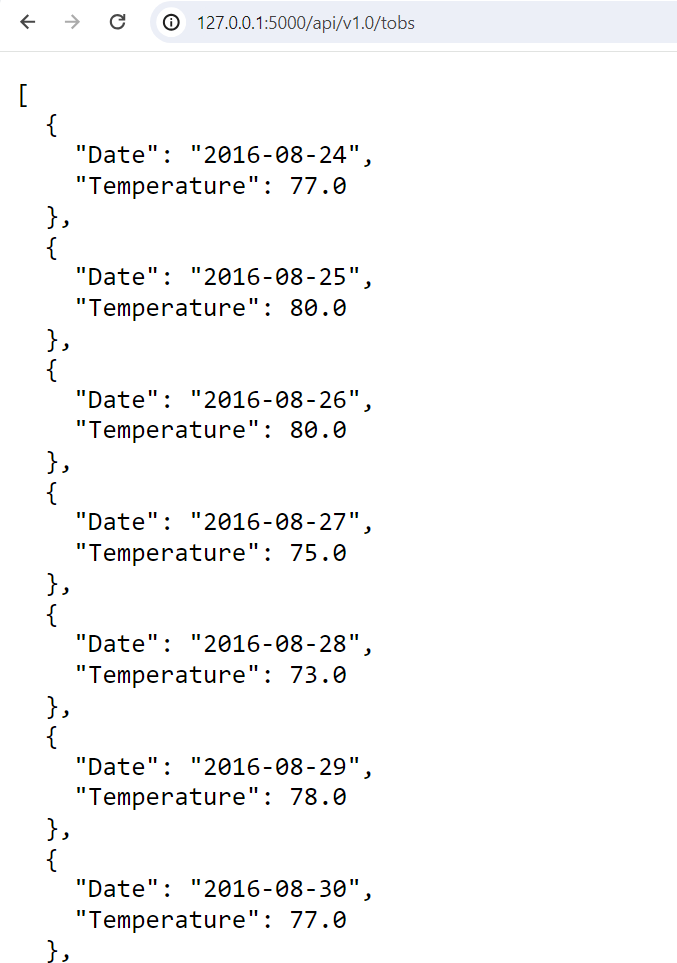 127.0.0.1:5000/api/v1.0/tobs
[
  {
    "Date": "2016-08-24",
    "Temperature": 77.0
  },
  {
    "Date": "2016-08-25",
    "Temperature": 80.0
  },
  {
    "Date": "2016-08-26",
    "Temperature": 80.0
  },
  {
    "Date": "2016-08-27",
    "Temperature": 75.0
  },
  {
    "Date": "2016-08-28",
    "Temperature": 73.0
  },
  {
    "Date": "2016-08-29",
    "Temperature": 78.0
  },
  {
    "Date": "2016-08-30",
    "Temperature": 77.0
  },